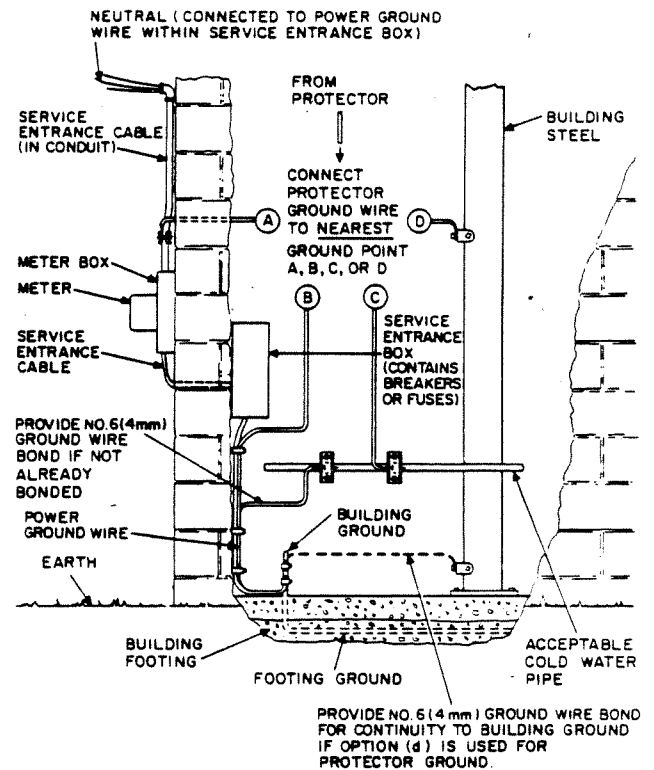 NEUTRAL (CONNECTED TO POWER GROUND
WIRE WITHIN SERVICE ENTRANCE BOX)
FROM
PROTECTOR
SERVICE
ENTRANCE CABLE
(IN CONDUIT)
BUILDING
STEEL
CONNECT
PROTECTOR
GROUND WIRE
TO NEAREST
GROUND POINT
A, B, C, OR D
A
D
METER BOX
METER
B
C
SERVICE
ENTRANCE
CABLE
SERVICE
ENTRANCE
BOX
(CONTAINS
BREAKERS
OR FUSES)
PROVIDE NO.6(4mm)
GROUND WIRE
BOND IF NOT
ALREADY
BONDED
POWER
GROUND WIRE
BUILDING
GROUND
EARTH
BUILDING
FOOTING
FOOTING GROUND
ACCEPTABLE
COLD WATER
PIPE
PROVIDE NO.6(4mm) GROUND WIRE BOND
FOR CONTINUITY TO BUILDING GROUND
IF OPTION (d) IS USED FOR
PROTECTOR GROUND.